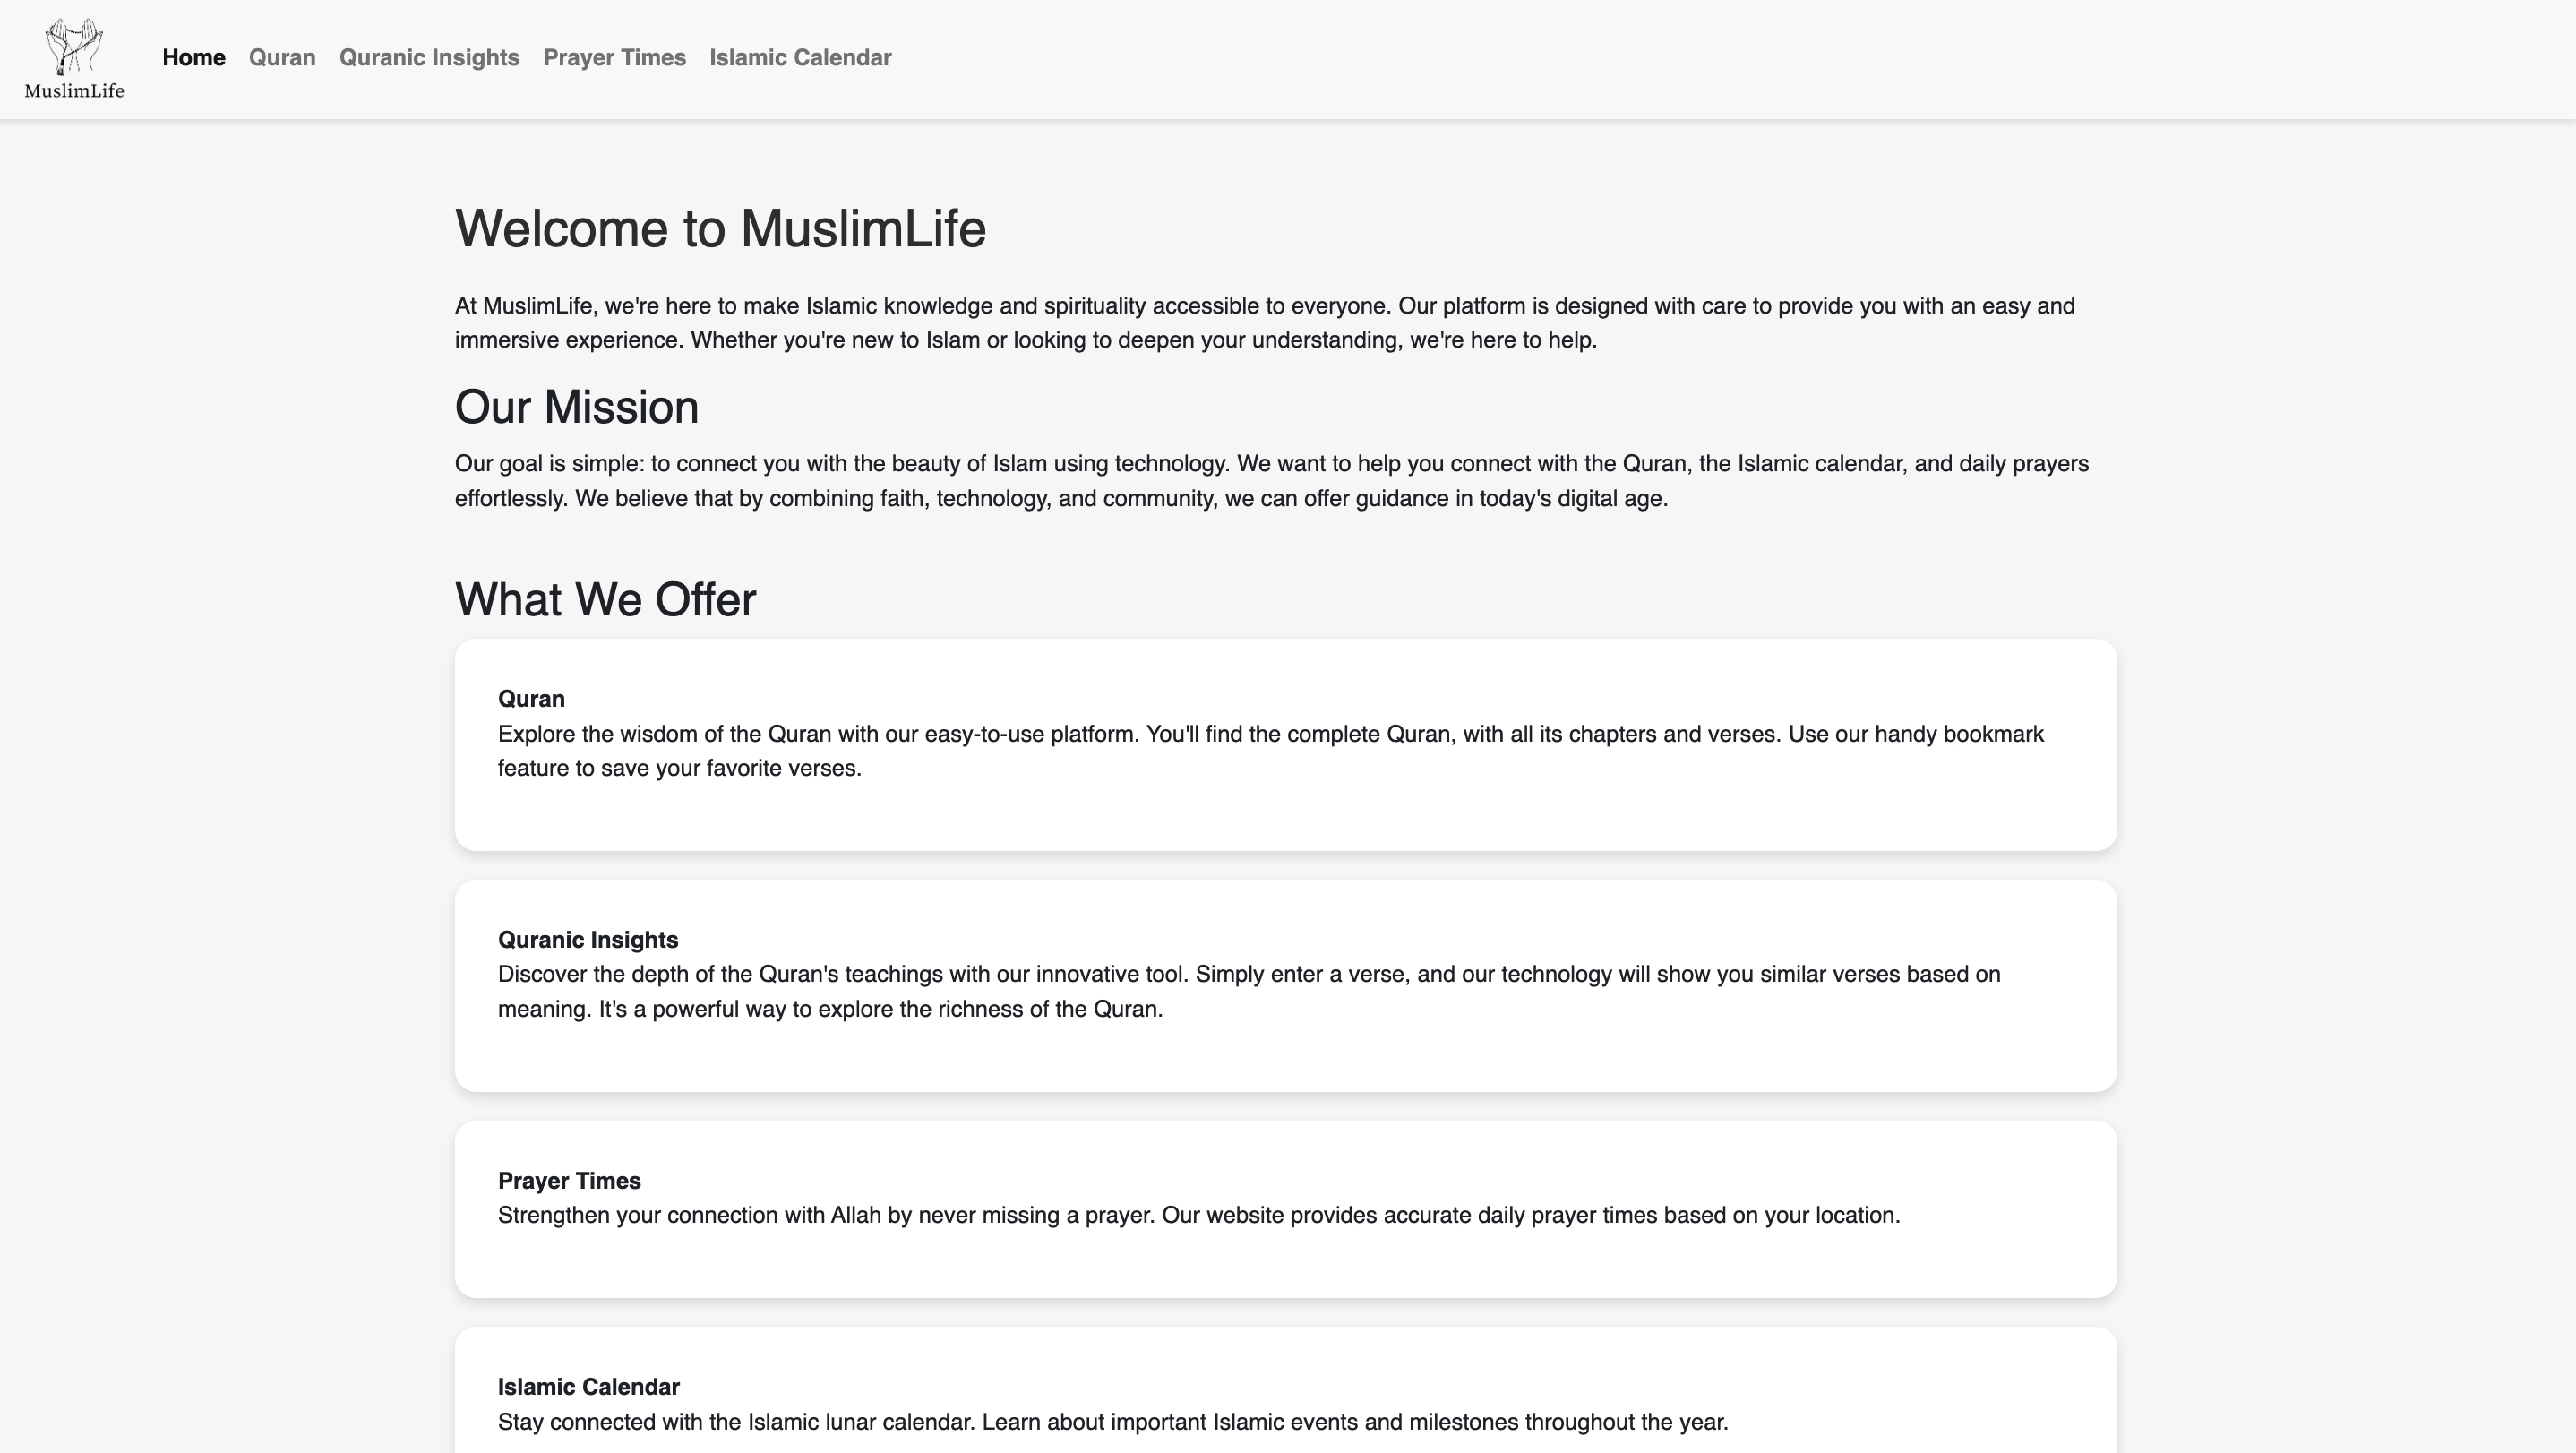 MuslimLife
Home Quran Quranic Insights Prayer Times Islamic Calendar
Welcome to MuslimLife
At MuslimLife, we're here to make Islamic knowledge and spirituality accessible to everyone. Our platform is designed with care to provide you with an easy and
immersive experience. Whether you're new to Islam or looking to deepen your understanding, we're here to help.
Our Mission
Our goal is simple: to connect you with the beauty of Islam using technology. We want to help you connect with the Quran, the Islamic calendar, and daily prayers
effortlessly. We believe that by combining faith, technology, and community, we can offer guidance in today's digital age.
What We Offer
Quran
Explore the wisdom of the Quran with our easy-to-use platform. You'll find the complete Quran, with all its chapters and verses. Use our handy bookmark
feature to save your favorite verses.
Quranic Insights
Discover the depth of the Quran's teachings with our innovative tool. Simply enter a verse, and our technology will show you similar verses based on
meaning. It's a powerful way to explore the richness of the Quran.
Prayer Times
Strengthen your connection with Allah by never missing a prayer. Our website provides accurate daily prayer times based on your location.
Islamic Calendar
Stay connected with the Islamic lunar calendar. Learn about important Islamic events and milestones throughout the year.